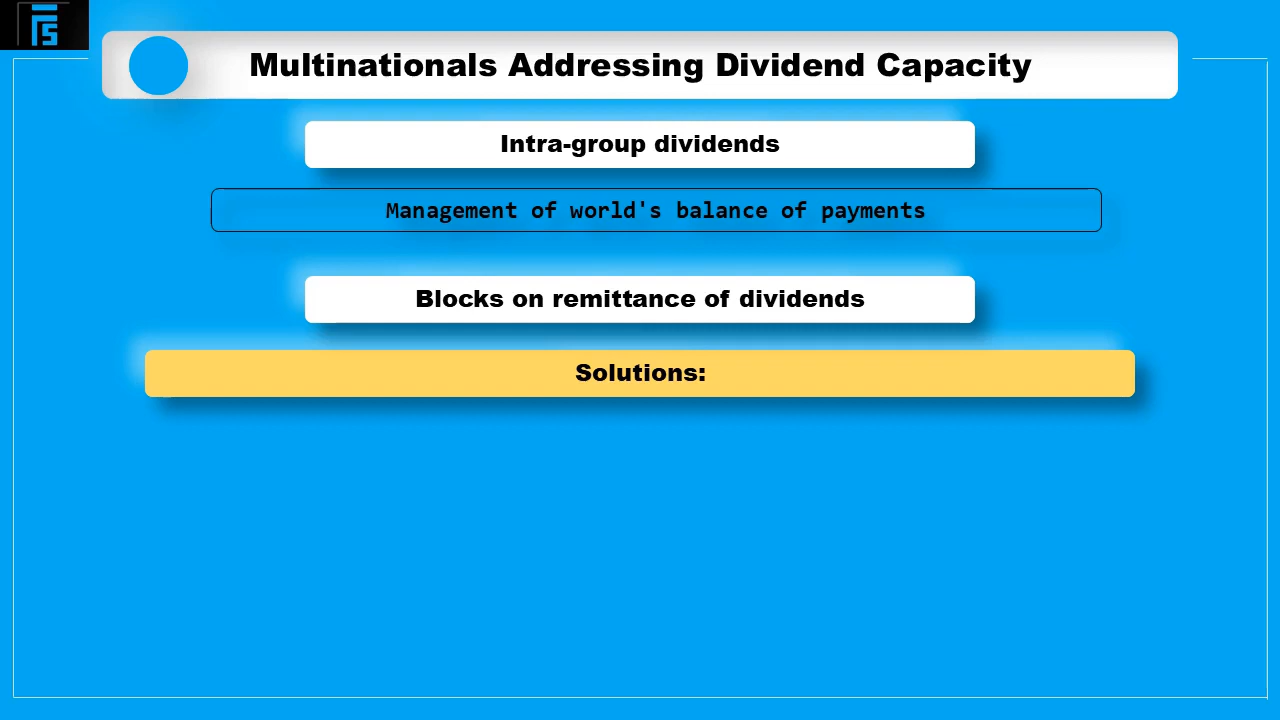 Multinationals Addressing Dividend Capacity
Intra-group dividends
Management of world's balance of payments
Blocks on remittance of dividends
Solutions: